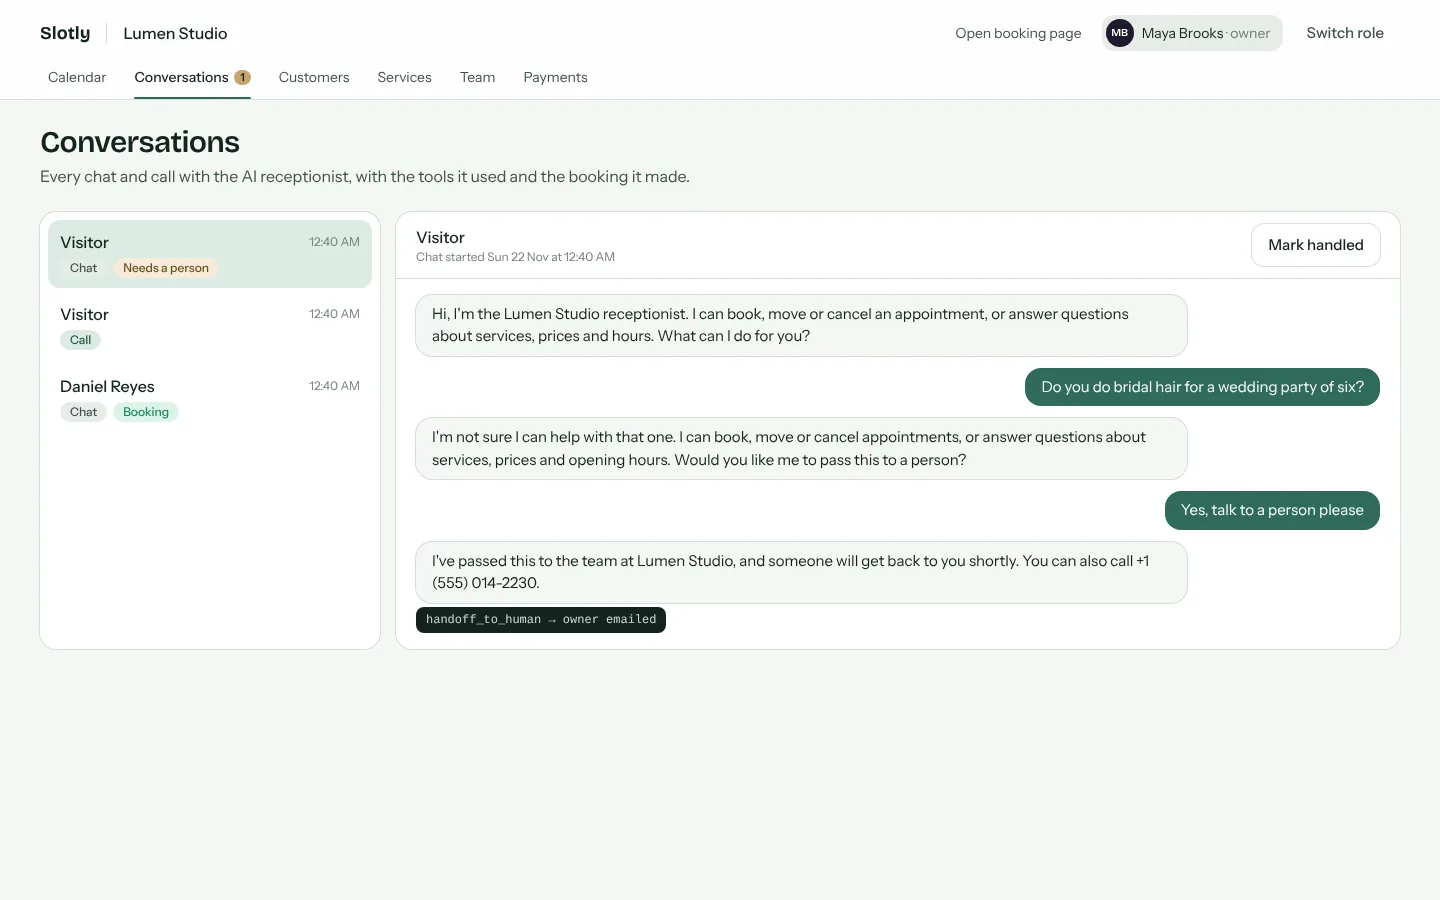 Slotly
Lumen Studio
Open booking page
MB
Maya Brooks · owner
Switch role
Calendar
Conversations 1
Customers
Services
Team
Payments
Conversations
Every chat and call with the AI receptionist, with the tools it used and the booking it made.
Visitor
12:40 AM
Chat
Needs a person
Visitor
12:40 AM
Call
Daniel Reyes
12:40 AM
Chat
Booking
Visitor
Chat started Sun 22 Nov at 12:40 AM
Mark handled
Hi, I'm the Lumen Studio receptionist. I can book, move or cancel an appointment, or answer questions
about services, prices and hours. What can I do for you?
Do you do bridal hair for a wedding party of six?
I'm not sure I can help with that one. I can book, move or cancel appointments, or answer questions about
services, prices and opening hours. Would you like me to pass this to a person?
Yes, talk to a person please
I've passed this to the team at Lumen Studio, and someone will get back to you shortly. You can also call +1
(555) 014-2230.
handoff_to_human → owner emailed